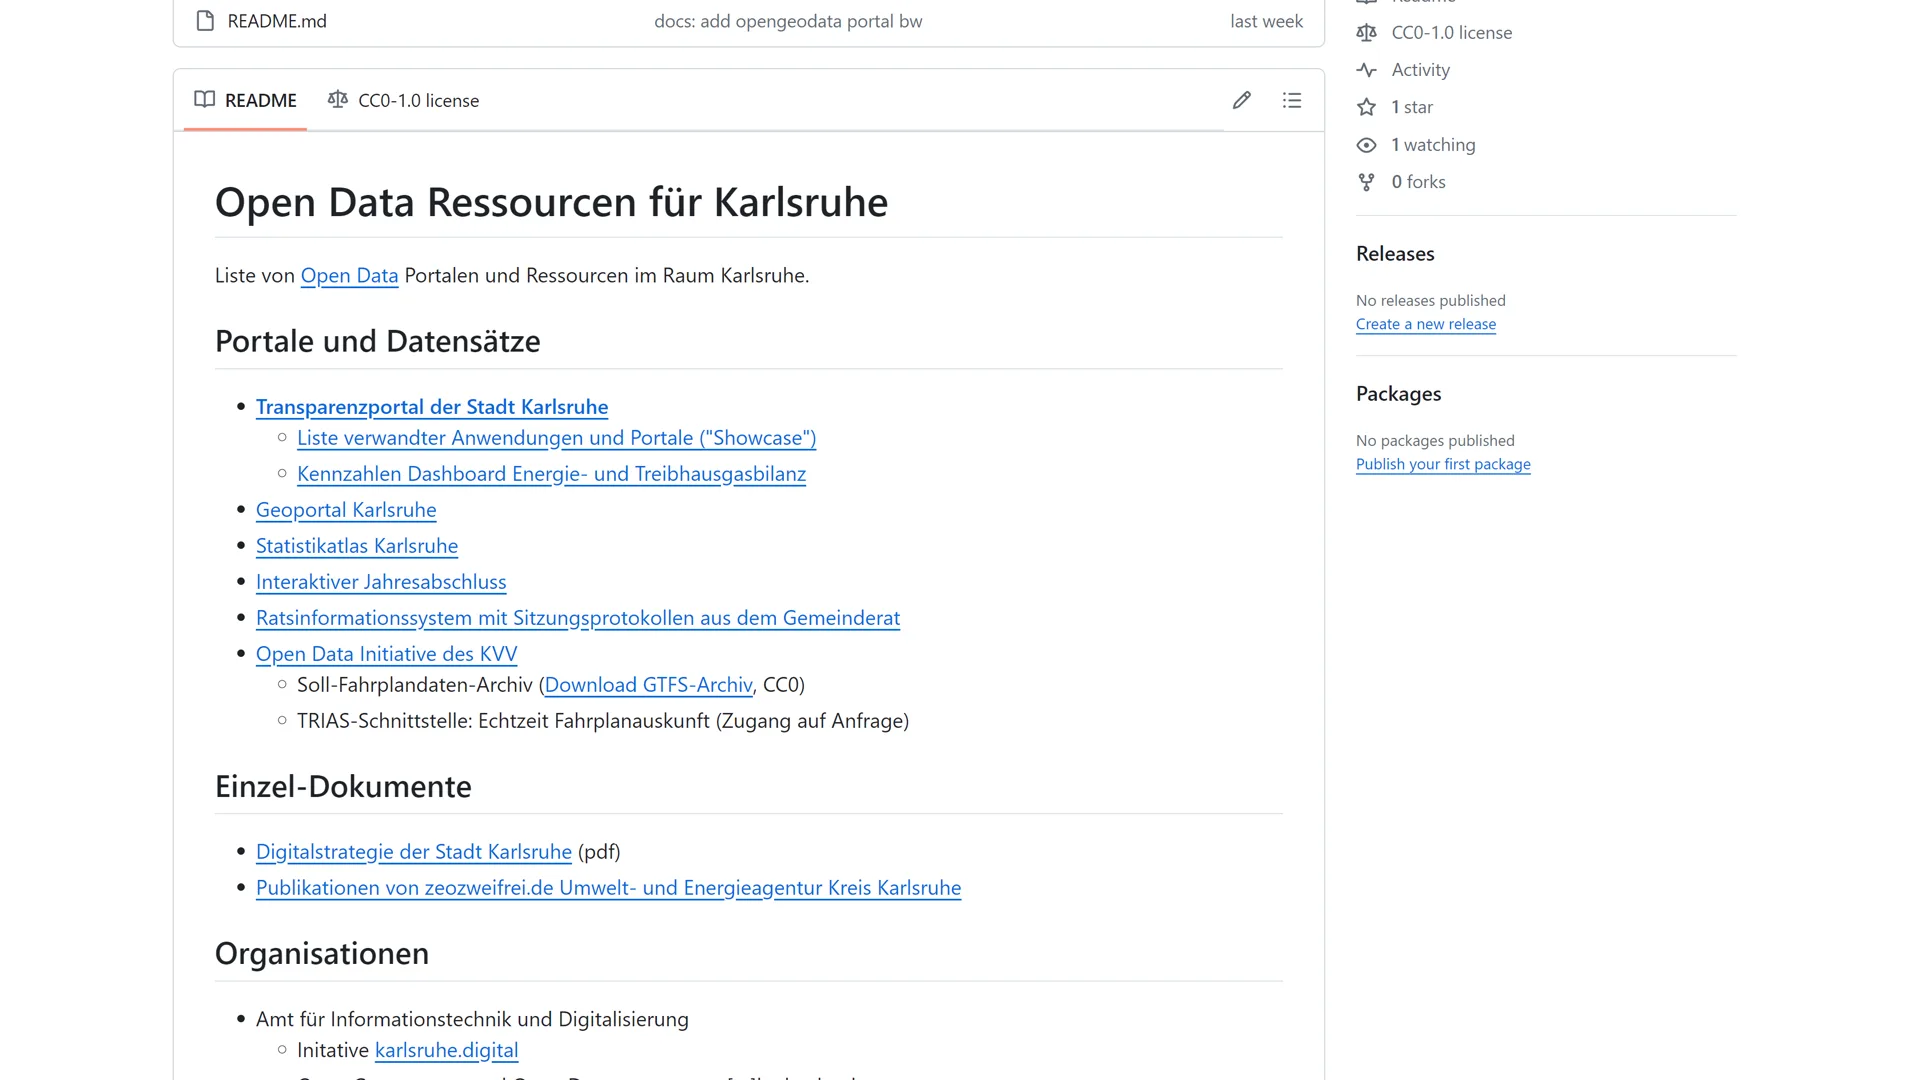 README.md docs: add opengeodata portal bw last week
README CC0-1.0 license
Open Data Ressourcen für Karlsruhe
Liste von Open Data Portalen und Ressourcen im Raum Karlsruhe.
Portale und Datensätze
Transparenzportal der Stadt Karlsruhe
Liste verwandter Anwendungen und Portale ("Showcase")
Kennzahlen Dashboard Energie- und Treibhausgasbilanz
Geoportal Karlsruhe
Statistikatlas Karlsruhe
Interaktiver Jahresabschluss
Ratsinformationssystem mit Sitzungsprotokollen aus dem Gemeinderat
Open Data Initiative des KVV
Soll-Fahrplandaten-Archiv (Download GTFS-Archiv, CC0)
TRIAS-Schnittstelle: Echtzeit Fahrplanauskunft (Zugang auf Anfrage)
Einzel-Dokumente
Digitalstrategie der Stadt Karlsruhe (pdf)
Publikationen von zeozweifrei.de Umwelt- und Energieagentur Kreis Karlsruhe
Organisationen
Amt für Informationstechnik und Digitalisierung
Initative karlsruhe.digital
CC0-1.0 license
Activity
1 star
1 watching
0 forks
Releases
No releases published
Create a new release
Packages
No packages published
Publish your first package